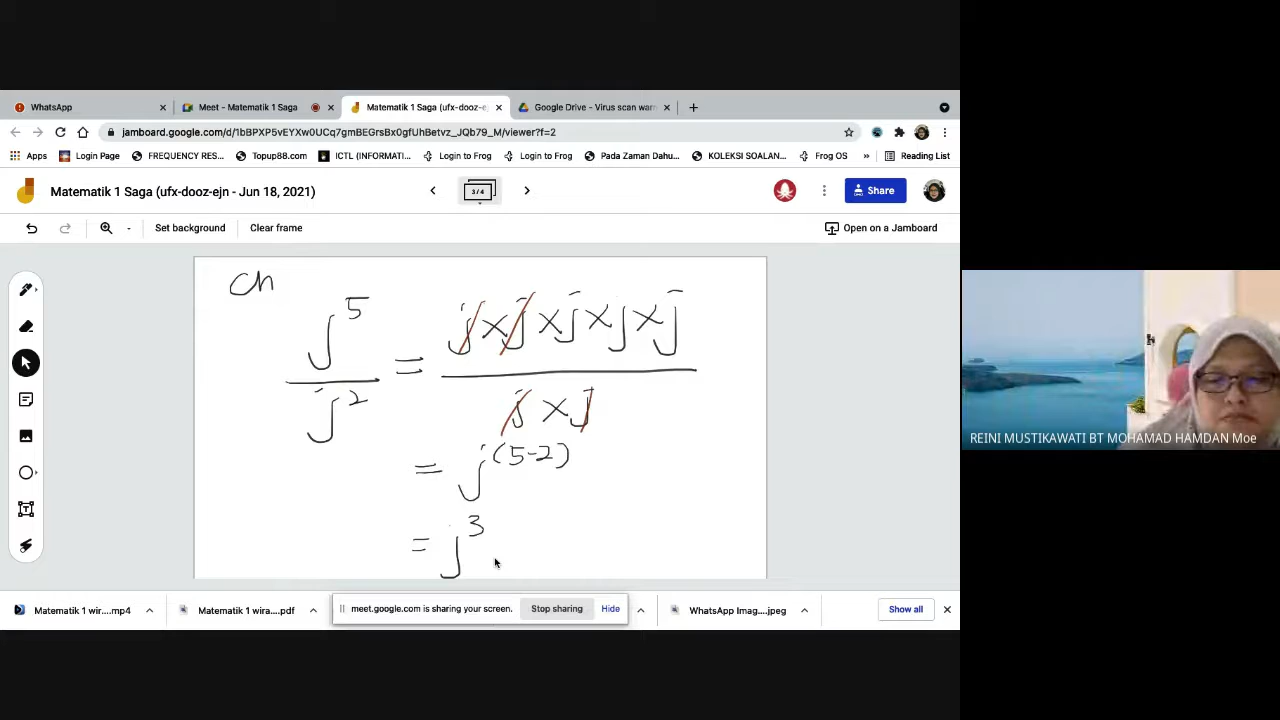 WhatsApp
Meet - Matematik 1 Saga
Matematik 1 Saga (ufx-dooz-e
Google Drive - Virus scan warn
jamboard.google.com/d/1bBPXP5vEYXw0UCq7gmBEGrsBx0gfUhBetvz_JQb79_M/viewer?f=2
Apps
Login Page
FREQUENCY RES...
Topup88.com
ICTL (INFORMATI...
Login to Frog
Login to Frog
Pada Zaman Dahu...
KOLEKSI SOALAN...
Frog OS
»
Reading List
Matematik 1 Saga (ufx-dooz-ejn - Jun 18, 2021)
3/4
Share
Set background
Clear frame
Open on a Jamboard
Ch
j^5 / j^2 = j × j × j × j × j / j × j
= j^(5-2)
= j^3
REINI MUSTIKAWATI BT MOHAMAD HAMDAN Moe
Matematik 1 wir....mp4
Matematik 1 wira....pdf
meet.google.com is sharing your screen.
Stop sharing
Hide
WhatsApp Imag....jpeg
Show all